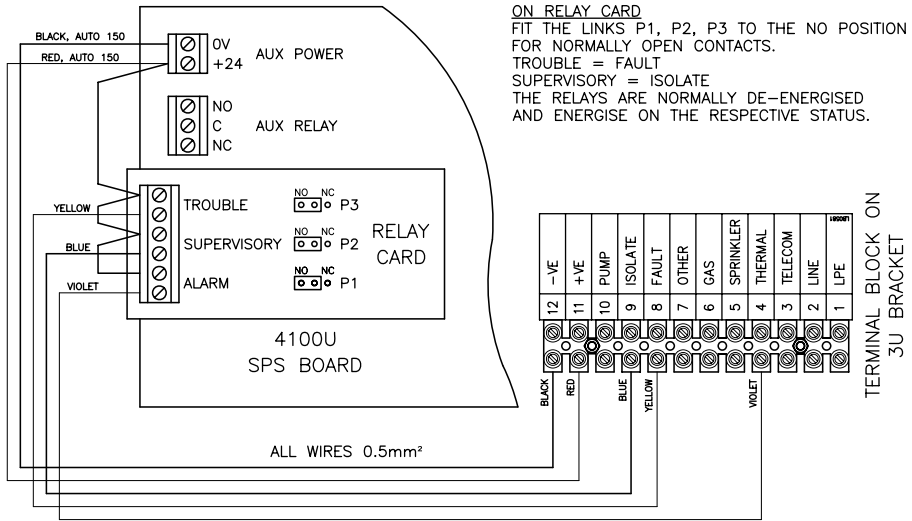 ON RELAY CARD
FIT THE LINKS P1, P2, P3 TO THE NO POSITION
FOR NORMALLY OPEN CONTACTS.
TROUBLE = FAULT
SUPERVISORY = ISOLATE
THE RELAYS ARE NORMALLY DE-ENERGISED
AND ENERGISE ON THE RESPECTIVE STATUS.
BLACK, AUTO 150
RED, AUTO 150
0V
+24
AUX POWER
NO
C
NC
AUX RELAY
YELLOW
BLUE
VIOLET
TROUBLE
NO NC
P3
SUPERVISORY
NO NC
P2
ALARM
NO NC
P1
RELAY
CARD
4100U
SPS BOARD
-VE
+VE
PUMP
ISOLATE
FAULT
OTHER
GAS
SPRINKLER
THERMAL
TELECOM
LINE
LPE
LB0581
12
11
10
9
8
7
6
5
4
3
2
1
BLACK
RED
BLUE
YELLOW
VIOLET
TERMINAL BLOCK ON
3U BRACKET
ALL WIRES 0.5mm²